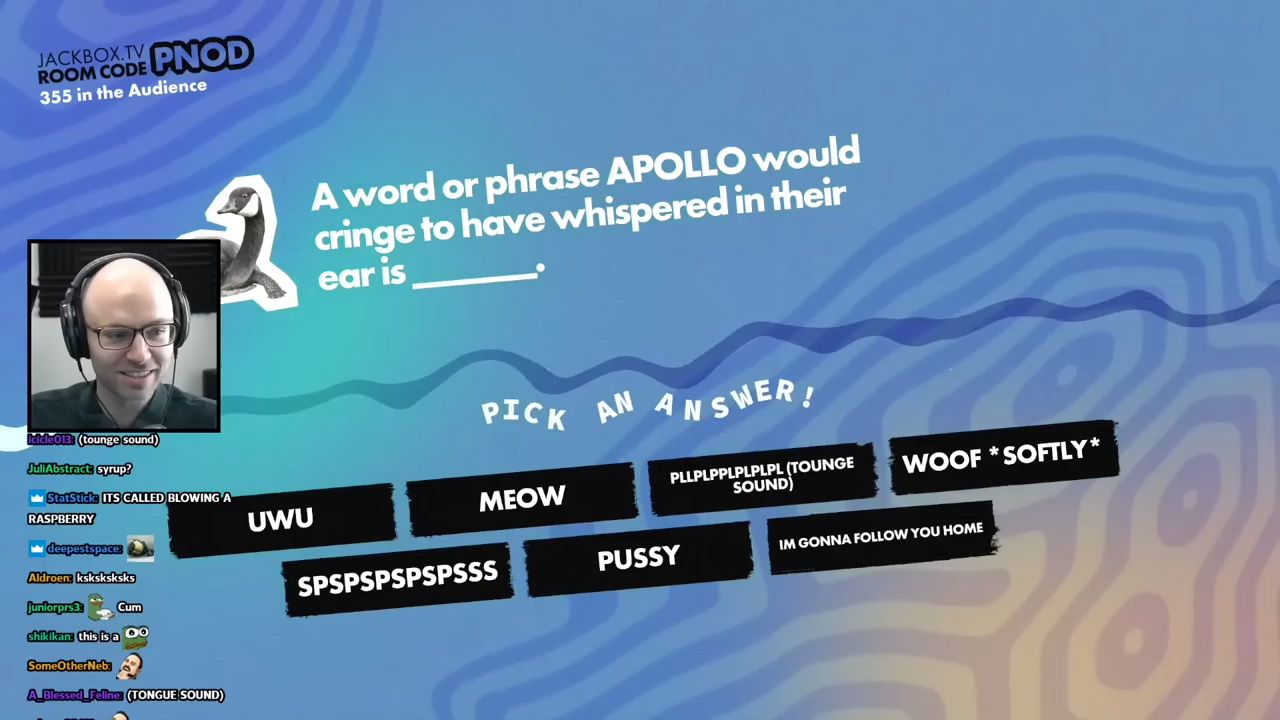 JACKBOX.TV
ROOM CODE PNOD
355 in the Audience
A word or phrase APOLLO would
cringe to have whispered in their
ear is ______.
PICK AN ANSWER!
UWU
MEOW
PLLPLPPLPLPLPL (TOUNGE
SOUND)
WOOF *SOFTLY*
SPSPSPSPSPSSS
PUSSY
IM GONNA FOLLOW YOU HOME
icicle013: (tounge sound)
JuliAbstract: syrup?
StatStick: ITS CALLED BLOWING A
RASPBERRY
deepestspace:
Aldroen: ksksksksks
juniorprs3: Cum
shikikan: this is a
SomeOtherNeb:
A_Blessed_Feline: (TONGUE SOUND)